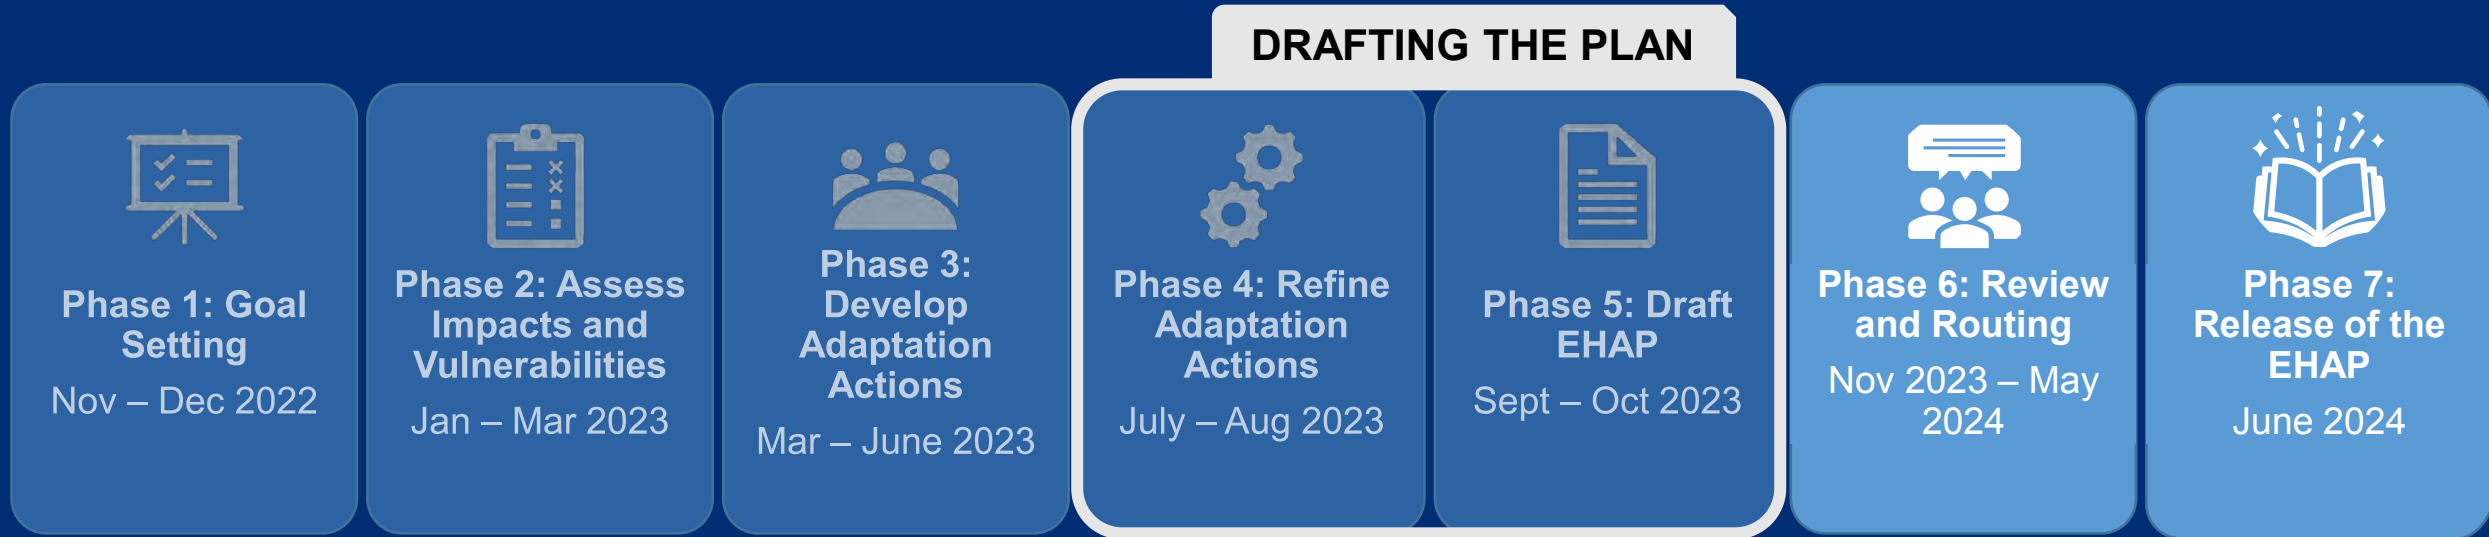 DRAFTING THE PLAN
Phase 1: Goal
Setting
Nov – Dec 2022
Phase 2: Assess
Impacts and
Vulnerabilities
Jan – Mar 2023
Phase 3:
Develop
Adaptation
Actions
Mar – June 2023
Phase 4: Refine
Adaptation
Actions
July – Aug 2023
Phase 5: Draft
EHAP
Sept – Oct 2023
Phase 6: Review
and Routing
Nov 2023 – May
2024
Phase 7:
Release of the
EHAP
June 2024